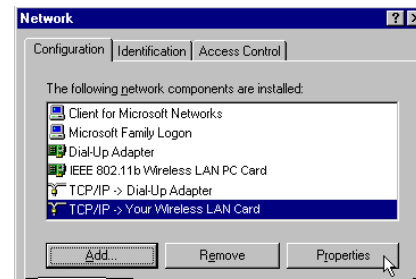 Network
Configuration Identification Access Control
The following network components are installed:
Client for Microsoft Networks
Microsoft Family Logon
Dial-Up Adapter
IEEE 802.11b Wireless LAN PC Card
TCP/IP -> Dial-Up Adapter
TCP/IP -> Your Wireless LAN Card
Add... Remove Properties